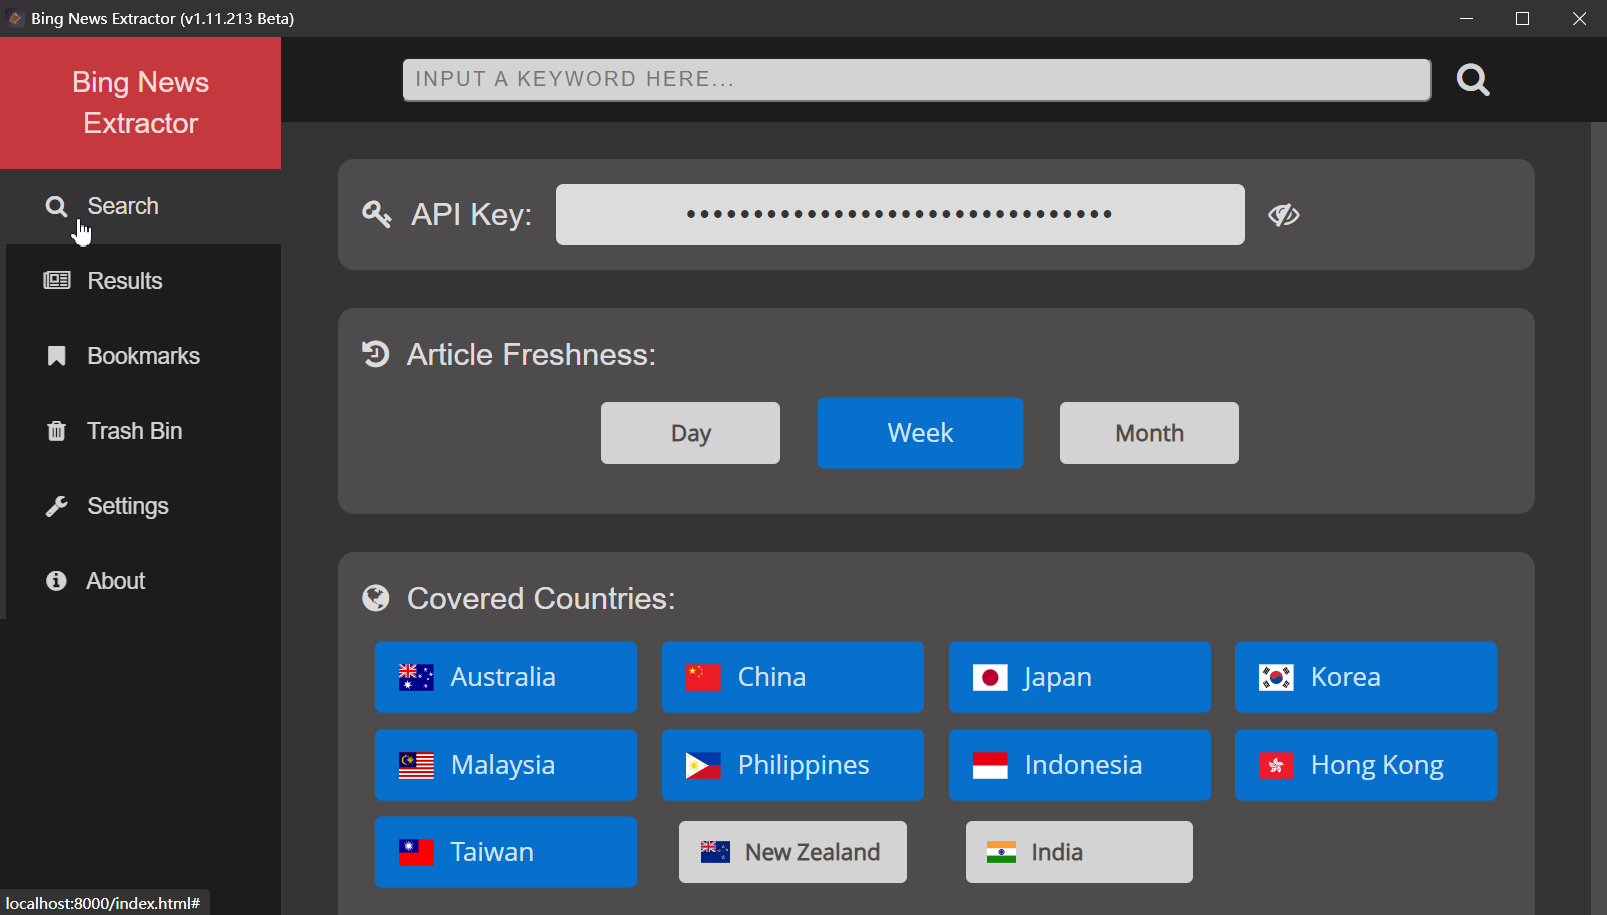 Bing News Extractor (v1.11.213 Beta)
Bing News
Extractor
INPUT A KEYWORD HERE...
Search
Results
Bookmarks
Trash Bin
Settings
About
API Key:
••••••••••••••••••••••••••••••••
Article Freshness:
Day
Week
Month
Covered Countries:
Australia
China
Japan
Korea
Malaysia
Philippines
Indonesia
Hong Kong
Taiwan
New Zealand
India
localhost:8000/index.html#